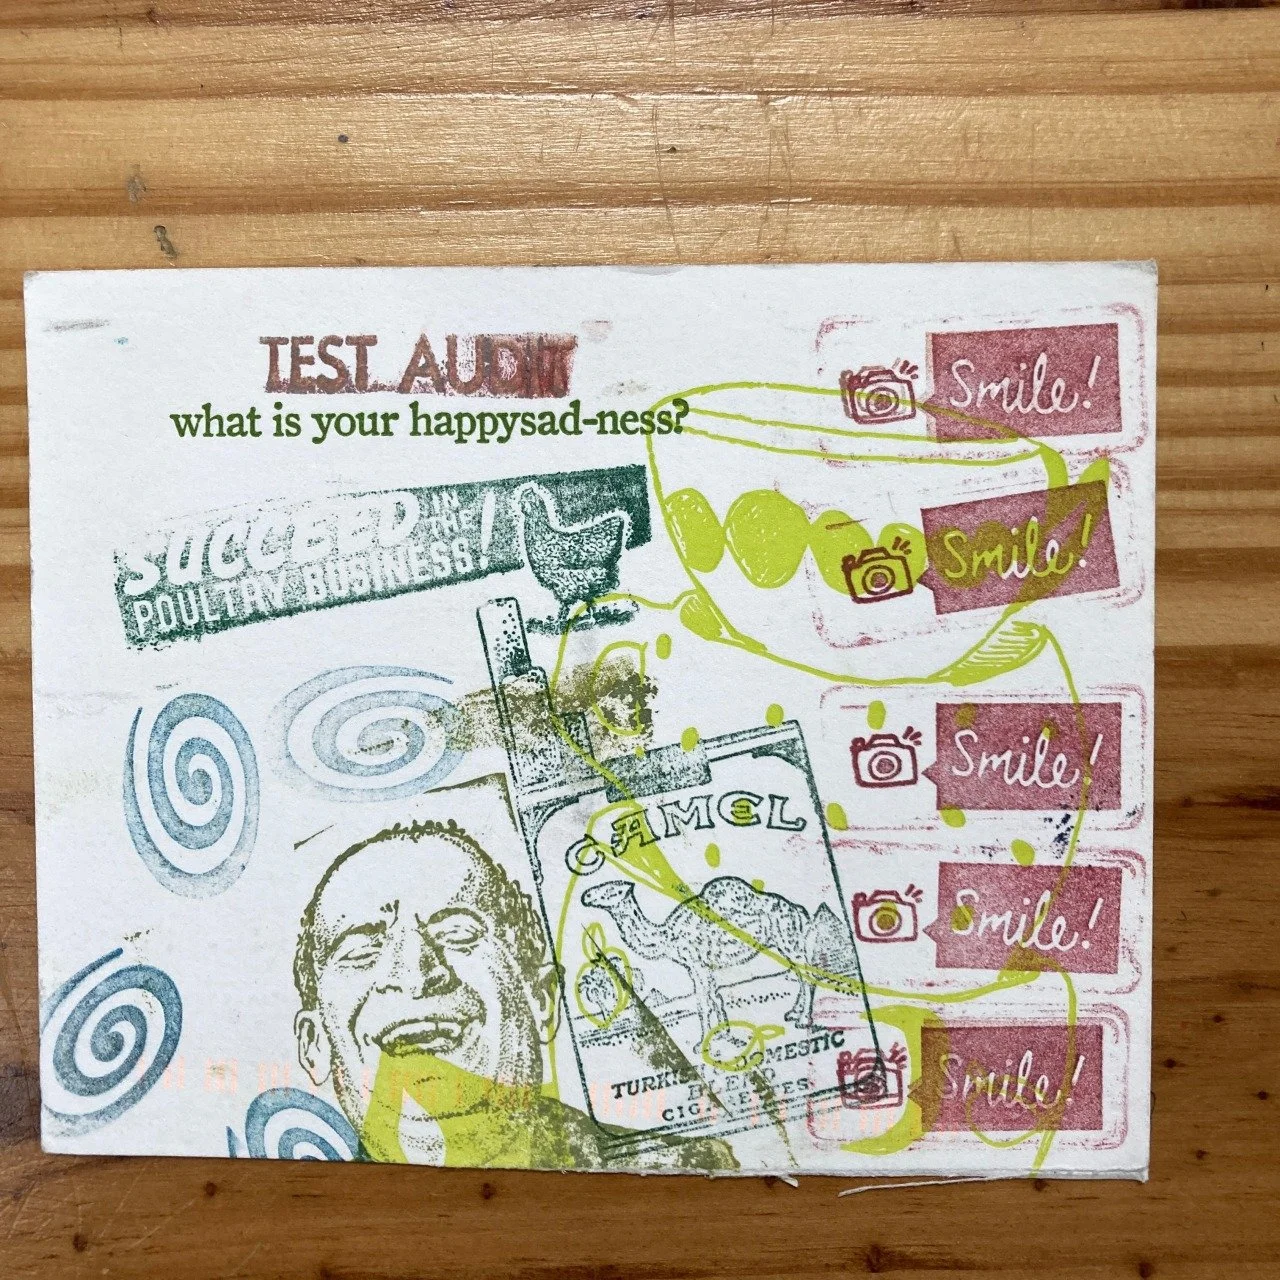 TEST AUDIT
what is your happysad-ness?
SUCCEED IN THE
POULTRY BUSINESS!
Smile!
Smile!
Smile!
Smile!
Smile!
CAMEL
TURKISH DOMESTIC
BLEND
CIGARETTES